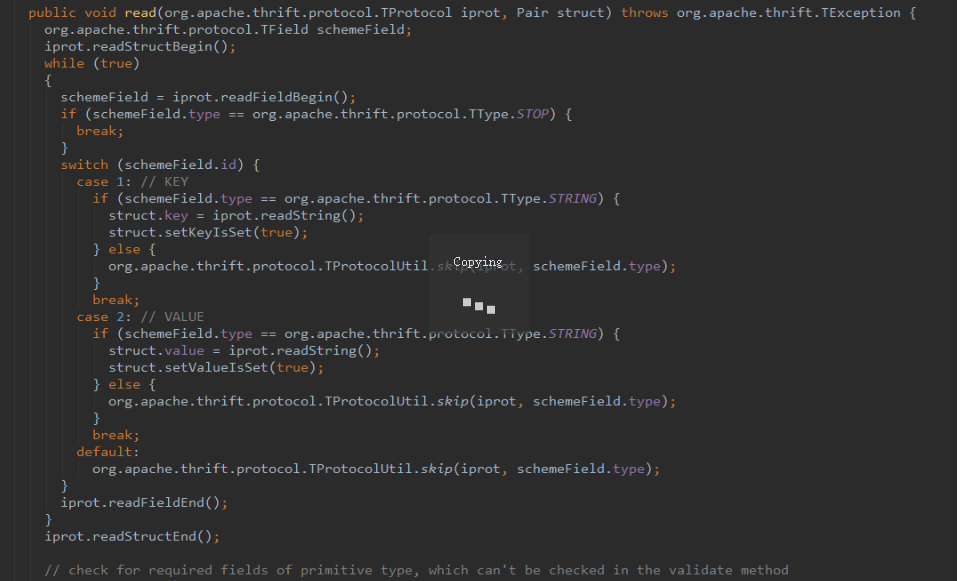 public void read(org.apache.thrift.protocol.TProtocol iprot, Pair struct) throws org.apache.thrift.TException {
org.apache.thrift.protocol.TField schemeField;
iprot.readStructBegin();
while (true)
{
schemeField = iprot.readFieldBegin();
if (schemeField.type == org.apache.thrift.protocol.TType.STOP) {
break;
}
switch (schemeField.id) {
case 1: // KEY
if (schemeField.type == org.apache.thrift.protocol.TType.STRING) {
struct.key = iprot.readString();
struct.setKeyIsSet(true);
} else {
Copying
org.apache.thrift.protocol.TProtocolUtil.skip(iprot, schemeField.type);
}
break;
case 2: // VALUE
if (schemeField.type == org.apache.thrift.protocol.TType.STRING) {
struct.value = iprot.readString();
struct.setValueIsSet(true);
} else {
org.apache.thrift.protocol.TProtocolUtil.skip(iprot, schemeField.type);
}
break;
default:
org.apache.thrift.protocol.TProtocolUtil.skip(iprot, schemeField.type);
}
iprot.readFieldEnd();
}
iprot.readStructEnd();
// check for required fields of primitive type, which can't be checked in the validate method